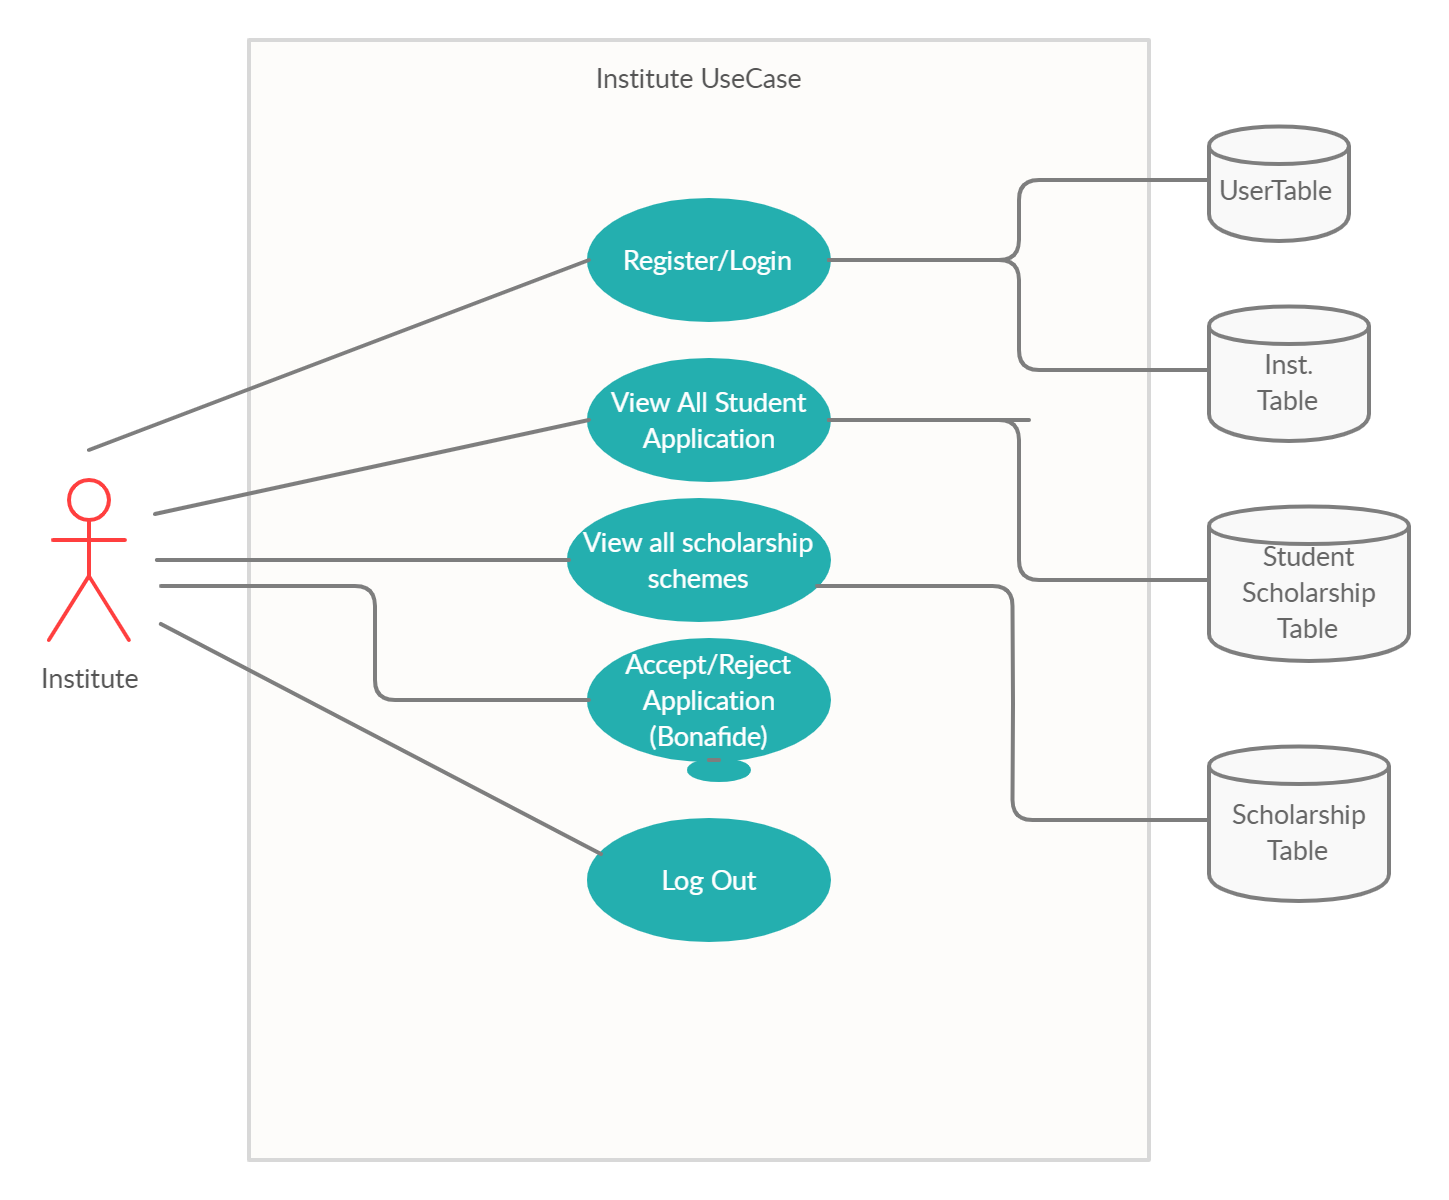 Institute UseCase
Register/Login
View All Student
Application
View all scholarship
schemes
Accept/Reject
Application
(Bonafide)
Log Out
Institute
UserTable
Inst.
Table
Student
Scholarship
Table
Scholarship
Table